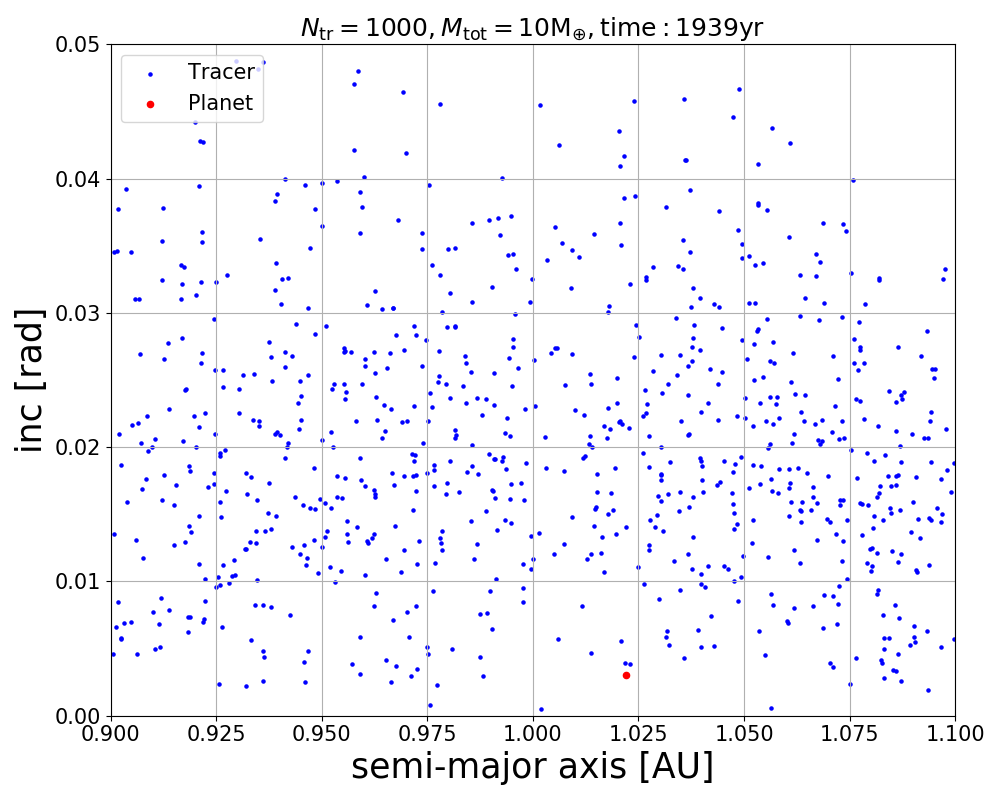 N_tr = 1000, M_tot = 10M_⊕, time : 1939yr
Tracer
Planet
inc [rad]
0.05
0.04
0.03
0.02
0.01
0.00
0.900 0.925 0.950 0.975 1.000 1.025 1.050 1.075 1.100
semi-major axis [AU]